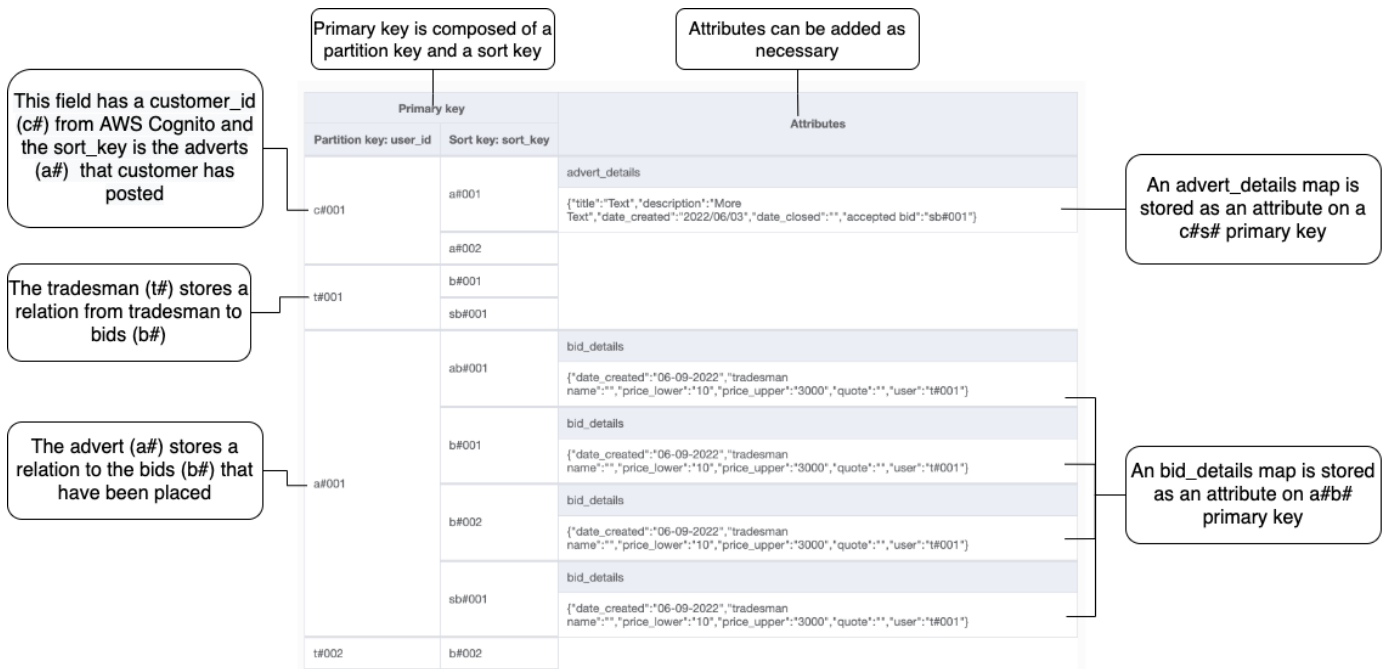 Primary key is composed of a
partition key and a sort key
Attributes can be added as
necessary
This field has a customer_id
(c#) from AWS Cognito and
the sort_key is the adverts
(a#) that customer has
posted
The tradesman (t#) stores a
relation from tradesman to
bids (b#)
The advert (a#) stores a
relation to the bids (b#) that
have been placed
Primary key
Attributes
Partition key: user_id
Sort key: sort_key
c#001
a#001
advert_details
{"title":"Text","description":"More
Text","date_created":"2022/06/03","date_closed":"","accepted bid":"sb#001"}
a#002
t#001
b#001
sb#001
a#001
ab#001
bid_details
{"date_created":"06-09-2022","tradesman
name":"","price_lower":"10","price_upper":"3000","quote":"","user":"t#001"}
b#001
bid_details
{"date_created":"06-09-2022","tradesman
name":"","price_lower":"10","price_upper":"3000","quote":"","user":"t#001"}
b#002
bid_details
{"date_created":"06-09-2022","tradesman
name":"","price_lower":"10","price_upper":"3000","quote":"","user":"t#001"}
sb#001
bid_details
{"date_created":"06-09-2022","tradesman
name":"","price_lower":"10","price_upper":"3000","quote":"","user":"t#001"}
t#002
b#002
An advert_details map is
stored as an attribute on a
c#s# primary key
An bid_details map is stored
as an attribute on a#b#
primary key